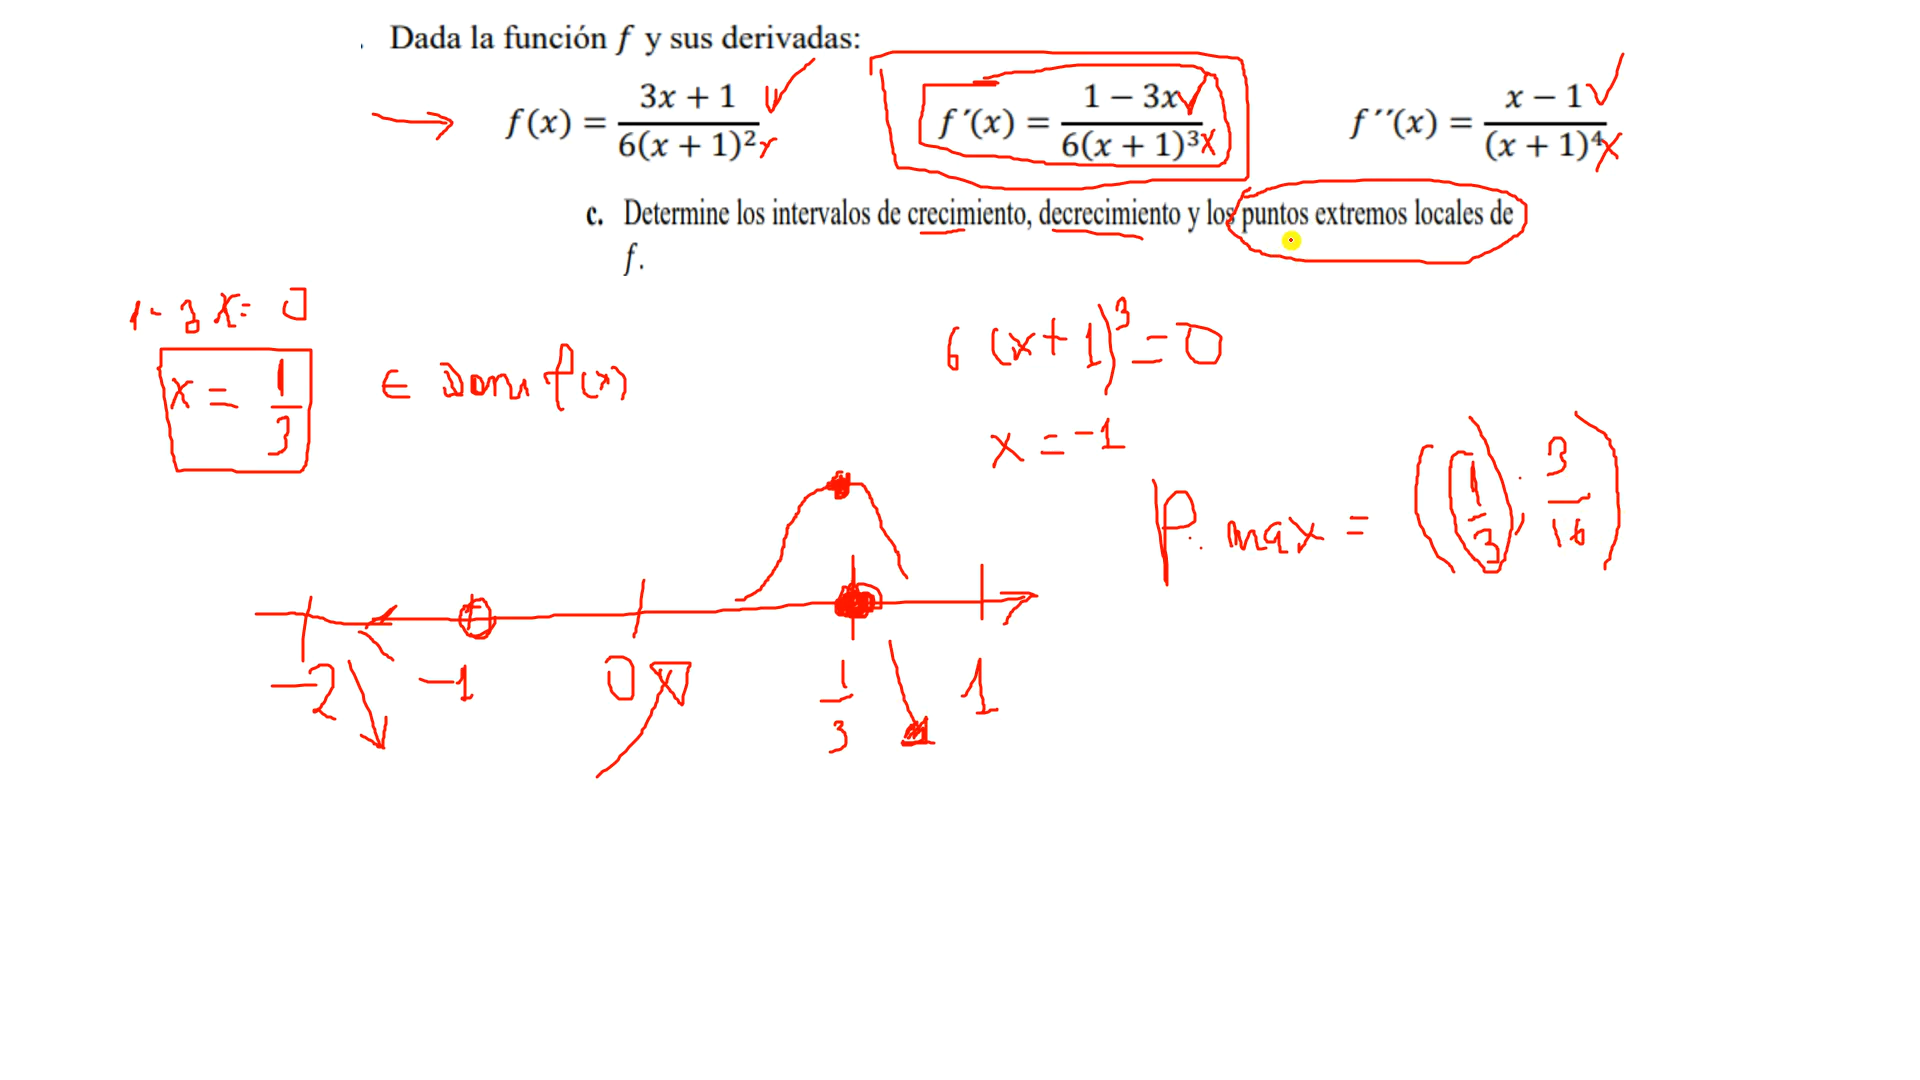 Dada la función f y sus derivadas:
f(x) = (3x + 1)/(6(x + 1)²) f´(x) = (1 − 3x)/(6(x + 1)³) f´´(x) = (x − 1)/((x + 1)⁴)
c. Determine los intervalos de crecimiento, decrecimiento y los puntos extremos locales de
f.
1 - 3x = 0
x = 1/3 ∈ Dom f(x)
6 (x + 1)³ = 0
x = -1
P. max = (1/3, 3/16)
-2 -1 0 1/3 1